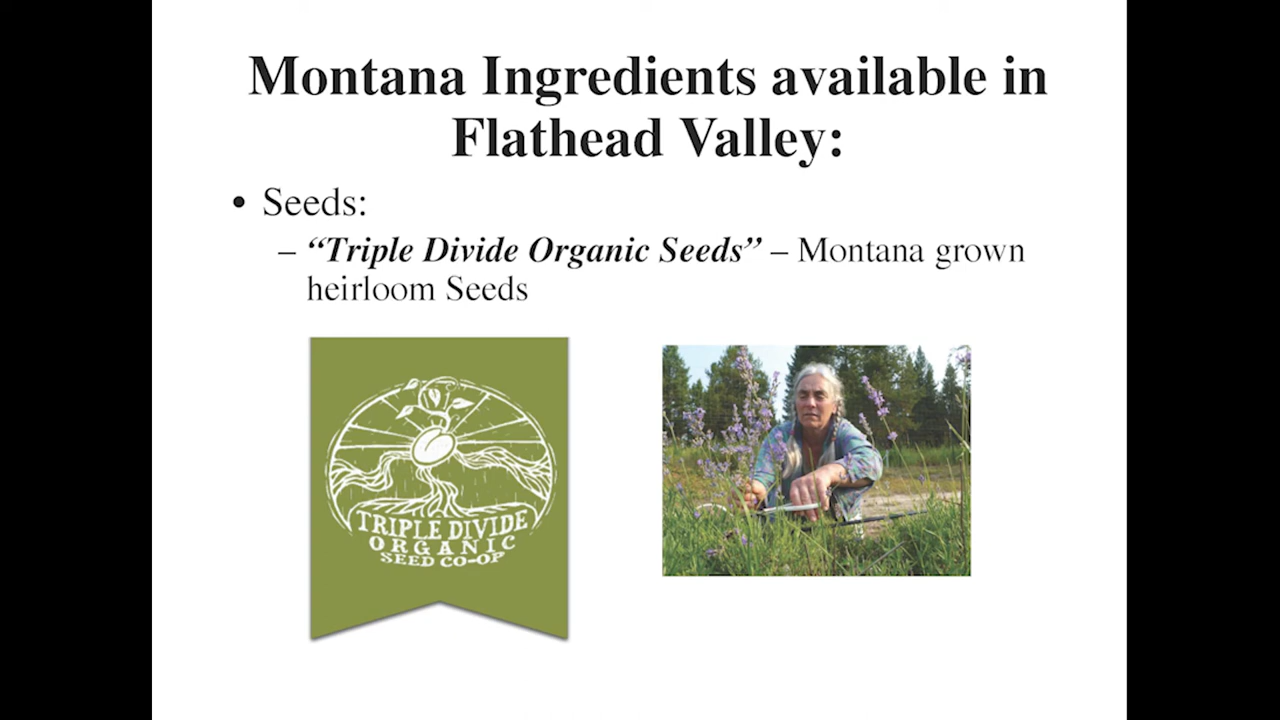 Montana Ingredients available in
Flathead Valley:
• Seeds:
– “Triple Divide Organic Seeds” – Montana grown
heirloom Seeds
TRIPLE DIVIDE
ORGANIC
SEED CO-OP